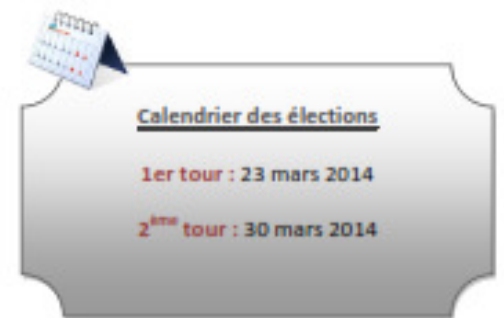 Calendrier des élections
1er tour : 23 mars 2014
2ème tour : 30 mars 2014